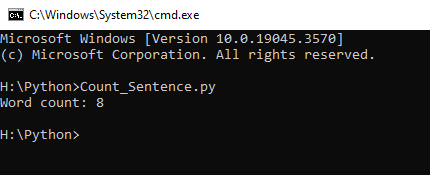 C:\Windows\System32\cmd.exe
Microsoft Windows [Version 10.0.19045.3570]
(c) Microsoft Corporation. All rights reserved.
H:\Python>Count_Sentence.py
Word count: 8
H:\Python>